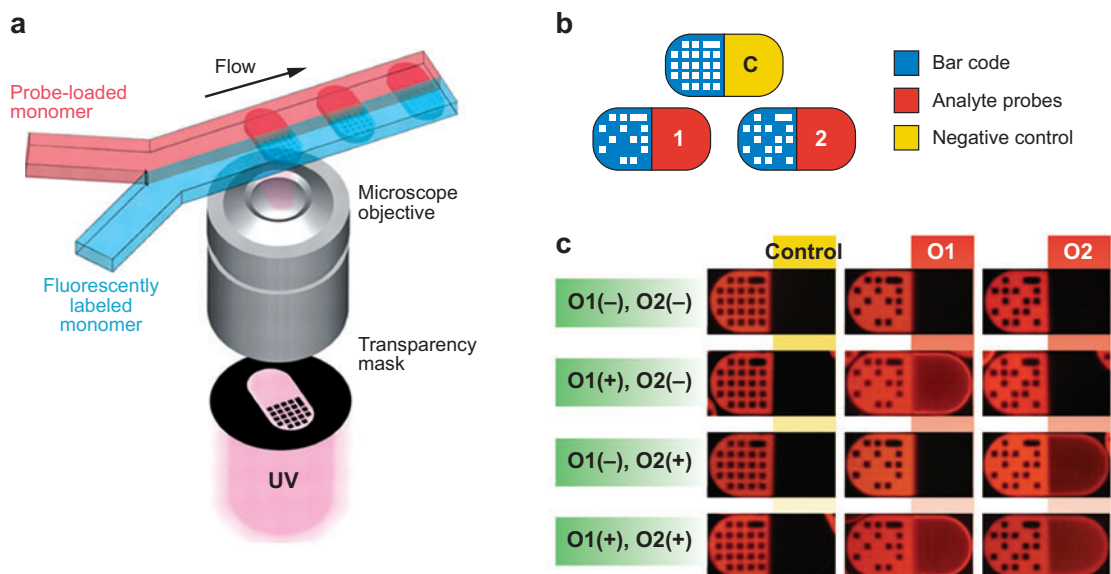 a
Flow
Probe-loaded
monomer
Microscope
objective
Fluorescently
labeled
monomer
Transparency
mask
UV
b
C
1
2
Bar code
Analyte probes
Negative control
c
Control
O1
O2
O1(–), O2(–)
O1(+), O2(–)
O1(–), O2(+)
O1(+), O2(+)